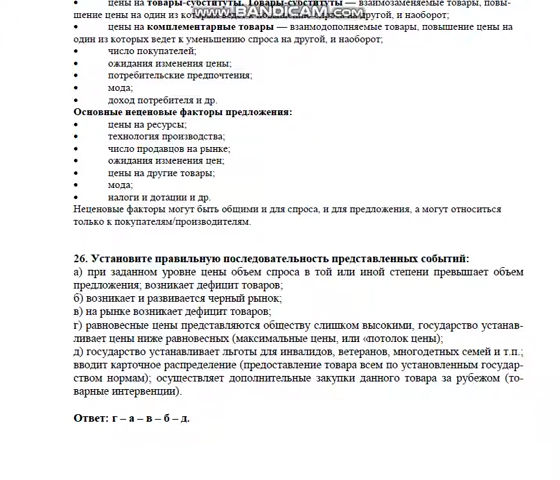 • цены на товары-субституты. Товары-субституты — взаимозаменяемые товары, повы-
шение цены на один из которых ведет к повышению спроса на другой, и наоборот;
www.BANDICAM.com
• цены на комплементарные товары — взаимодополняемые товары, повышение цены на
один из которых ведет к уменьшению спроса на другой, и наоборот;
• число покупателей;
• ожидания изменения цены;
• потребительские предпочтения;
• мода;
• доход потребителя и др.
Основные неценовые факторы предложения:
• цены на ресурсы;
• технология производства;
• число продавцов на рынке;
• ожидания изменения цен;
• цены на другие товары;
• мода;
• налоги и дотации и др.
Неценовые факторы могут быть общими и для спроса, и для предложения, а могут относиться
только к покупателям/производителям.
26. Установите правильную последовательность представленных событий:
а) при заданном уровне цены объем спроса в той или иной степени превышает объем
предложения; возникает дефицит товаров;
б) возникает и развивается черный рынок;
в) на рынке возникает дефицит товаров;
г) равновесные цены представляются обществу слишком высокими, государство устанав-
ливает цены ниже равновесных (максимальные цены, или «потолок цены);
д) государство устанавливает льготы для инвалидов, ветеранов, многодетных семей и т.п.;
вводит карточное распределение (предоставление товара всем по установленным государ-
ством нормам); осуществляет дополнительные закупки данного товара за рубежом (то-
варные интервенции).
Ответ: г – а – в – б – д.